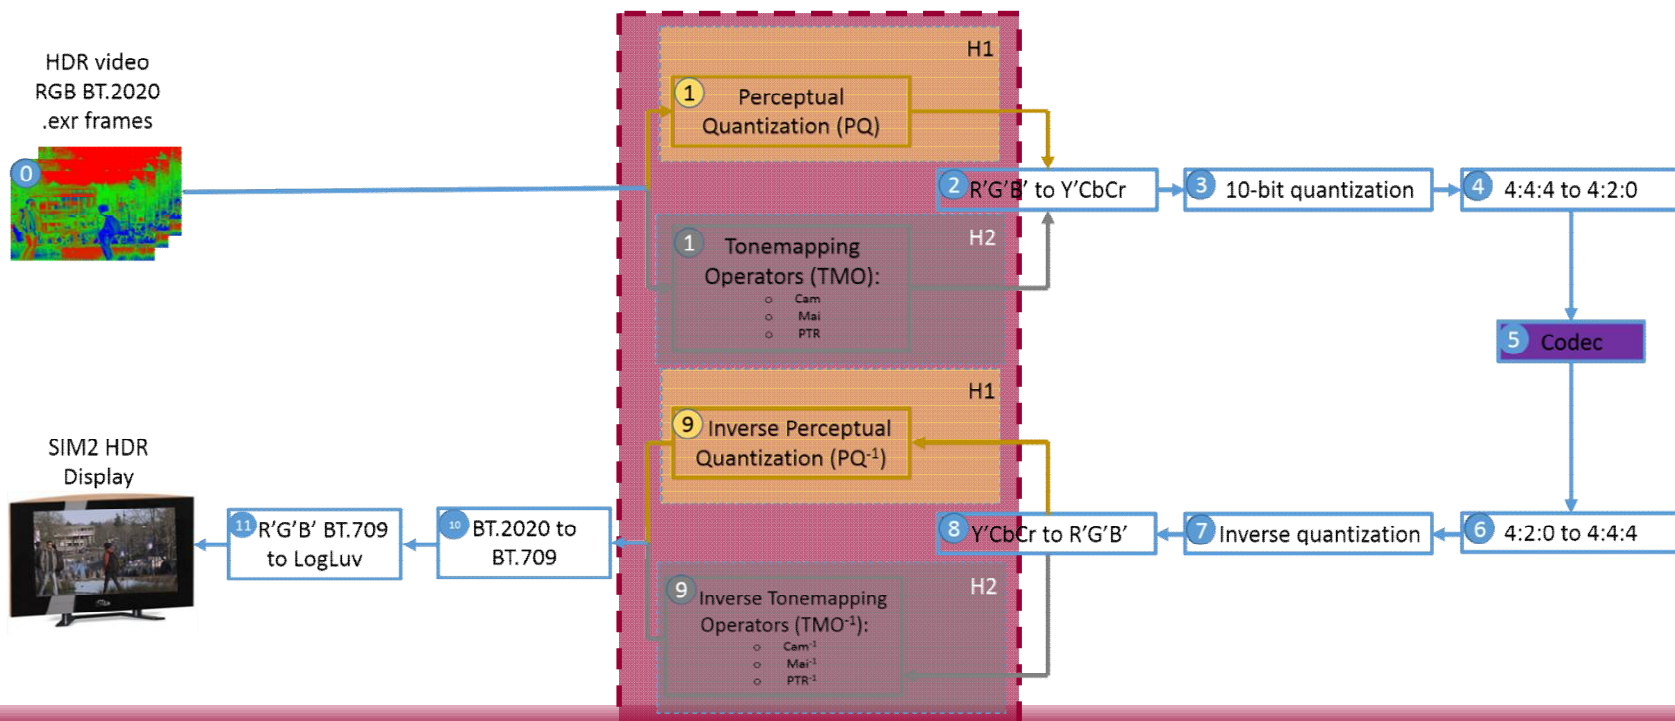 HDR video
RGB BT.2020
.exr frames
0
H1
1
Perceptual
Quantization (PQ)
2 R'G'B' to Y'CbCr
3 10-bit quantization
4 4:4:4 to 4:2:0
H2
1
Tonemapping
Operators (TMO):
o Cam
o Mai
o PTR
5 Codec
H1
9 Inverse Perceptual
Quantization (PQ-1)
6 4:2:0 to 4:4:4
7 Inverse quantization
8 Y'CbCr to R'G'B'
H2
9
Inverse Tonemapping
Operators (TMO-1):
o Cam-1
o Mai-1
o PTR-1
10 BT.2020 to
BT.709
11 R'G'B' BT.709
to LogLuv
SIM2 HDR
Display